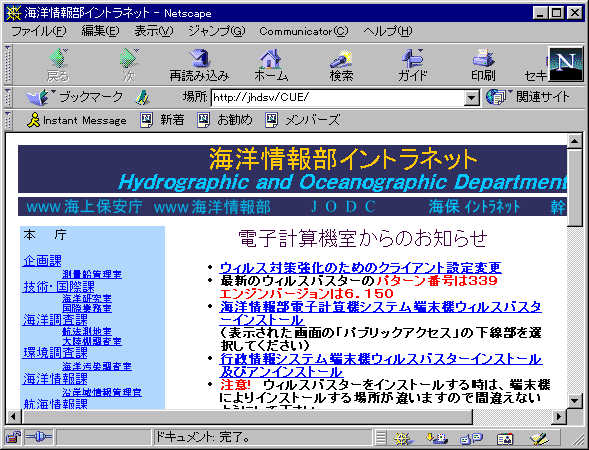 海洋情報部イントラネット - Netscape
ファイル(F) 編集(E) 表示(V) ジャンプ(G) Communicator(C) ヘルプ(H)
戻る 次 再読み込み ホーム 検索 ガイド 印刷 セキ
N
ブックマーク 場所: http://jhdsv/CUE/ 関連サイト
Instant Message 新着 お勧め メンバーズ
海洋情報部イントラネット
Hydrographic and Oceanographic Department
www海上保安庁 www海洋情報部 J O D C 海保 イントラネット 幹
本 庁
企画課
測量船管理室
技術・国際課
海洋研究室
国際業務室
海洋調査課
航法測地室
大陸棚調査室
環境調査課
海洋汚染調査室
海洋情報課
沿岸域情報管理官
航海情報課
電子計算機室からのお知らせ
• ウィルス対策強化のためのクライアント設定変更
• 最新のウィルスバスターのパターン番号は339
エンジンバージョンは6.150
• 海洋情報部電子計算機システム端末機ウィルスバスタ
ーインストール
(表示された画面の「パブリックアクセス」の下線部を選
択してください)
• 行政情報システム端末機ウィルスバスターインストール
及びアンインストール
• 注意! ウィルスバスターをインストールする時は、端末機
によりインストールする場所が違いますので間違えない
ようにして下さい
ドキュメント: 完了。